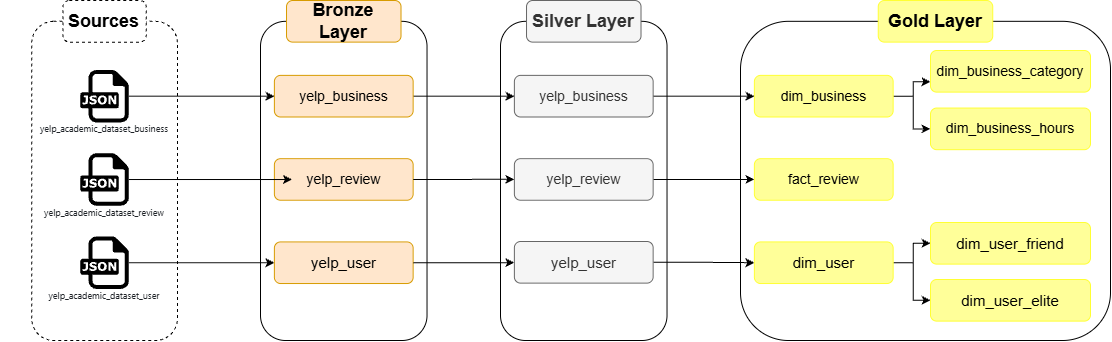 Sources
Bronze
Layer
Silver Layer
Gold Layer
JSON
yelp_academic_dataset_business
yelp_business
yelp_business
dim_business
dim_business_category
dim_business_hours
JSON
yelp_academic_dataset_review
yelp_review
yelp_review
fact_review
JSON
yelp_academic_dataset_user
yelp_user
yelp_user
dim_user
dim_user_friend
dim_user_elite